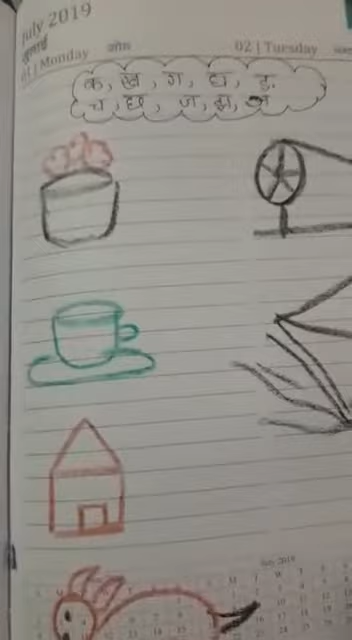 July 2019
जुलाई
01 | Monday सोम
02 | Tuesday
क, ख, ग, घ, ङ.
च, छ, ज, झ, ञ
July 2019